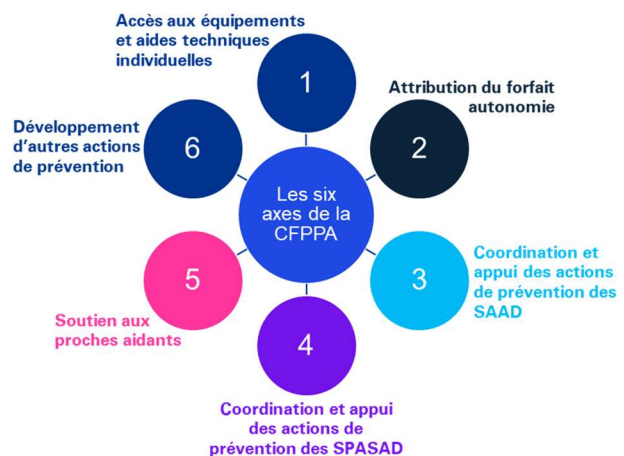 Accès aux équipements
et aides techniques
individuelles
1
Attribution du forfait
autonomie
2
Développement
d'autres actions
de prévention
6
Les six
axes de la
CFPPA
Coordination et
appui des actions
de prévention des
SAAD
3
5
Soutien aux
proches aidants
4
Coordination et appui
des actions de
prévention des SPASAD